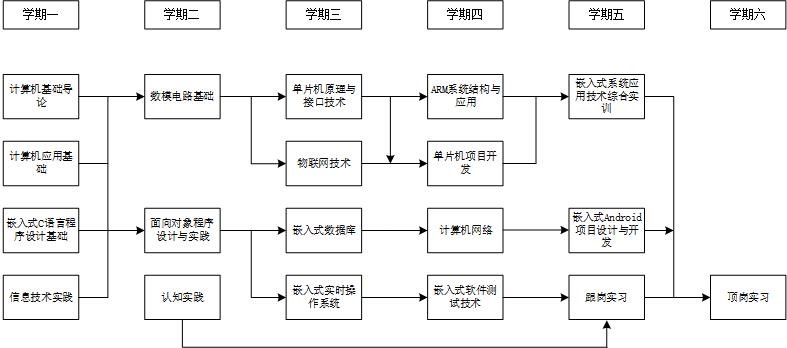 学期一
学期二
学期三
学期四
学期五
学期六
计算机基础导
论
数模电路基础
单片机原理与
接口技术
ARM系统结构与
应用
嵌入式系统应
用技术综合实
训
计算机应用基
础
物联网技术
单片机项目开
发
嵌入式C语言程
序设计基础
面向对象程序
设计与实践
嵌入式数据库
计算机网络
嵌入式Android
项目设计与开
发
信息技术实践
认知实践
嵌入式实时操
作系统
嵌入式软件测
试技术
跟岗实习
顶岗实习